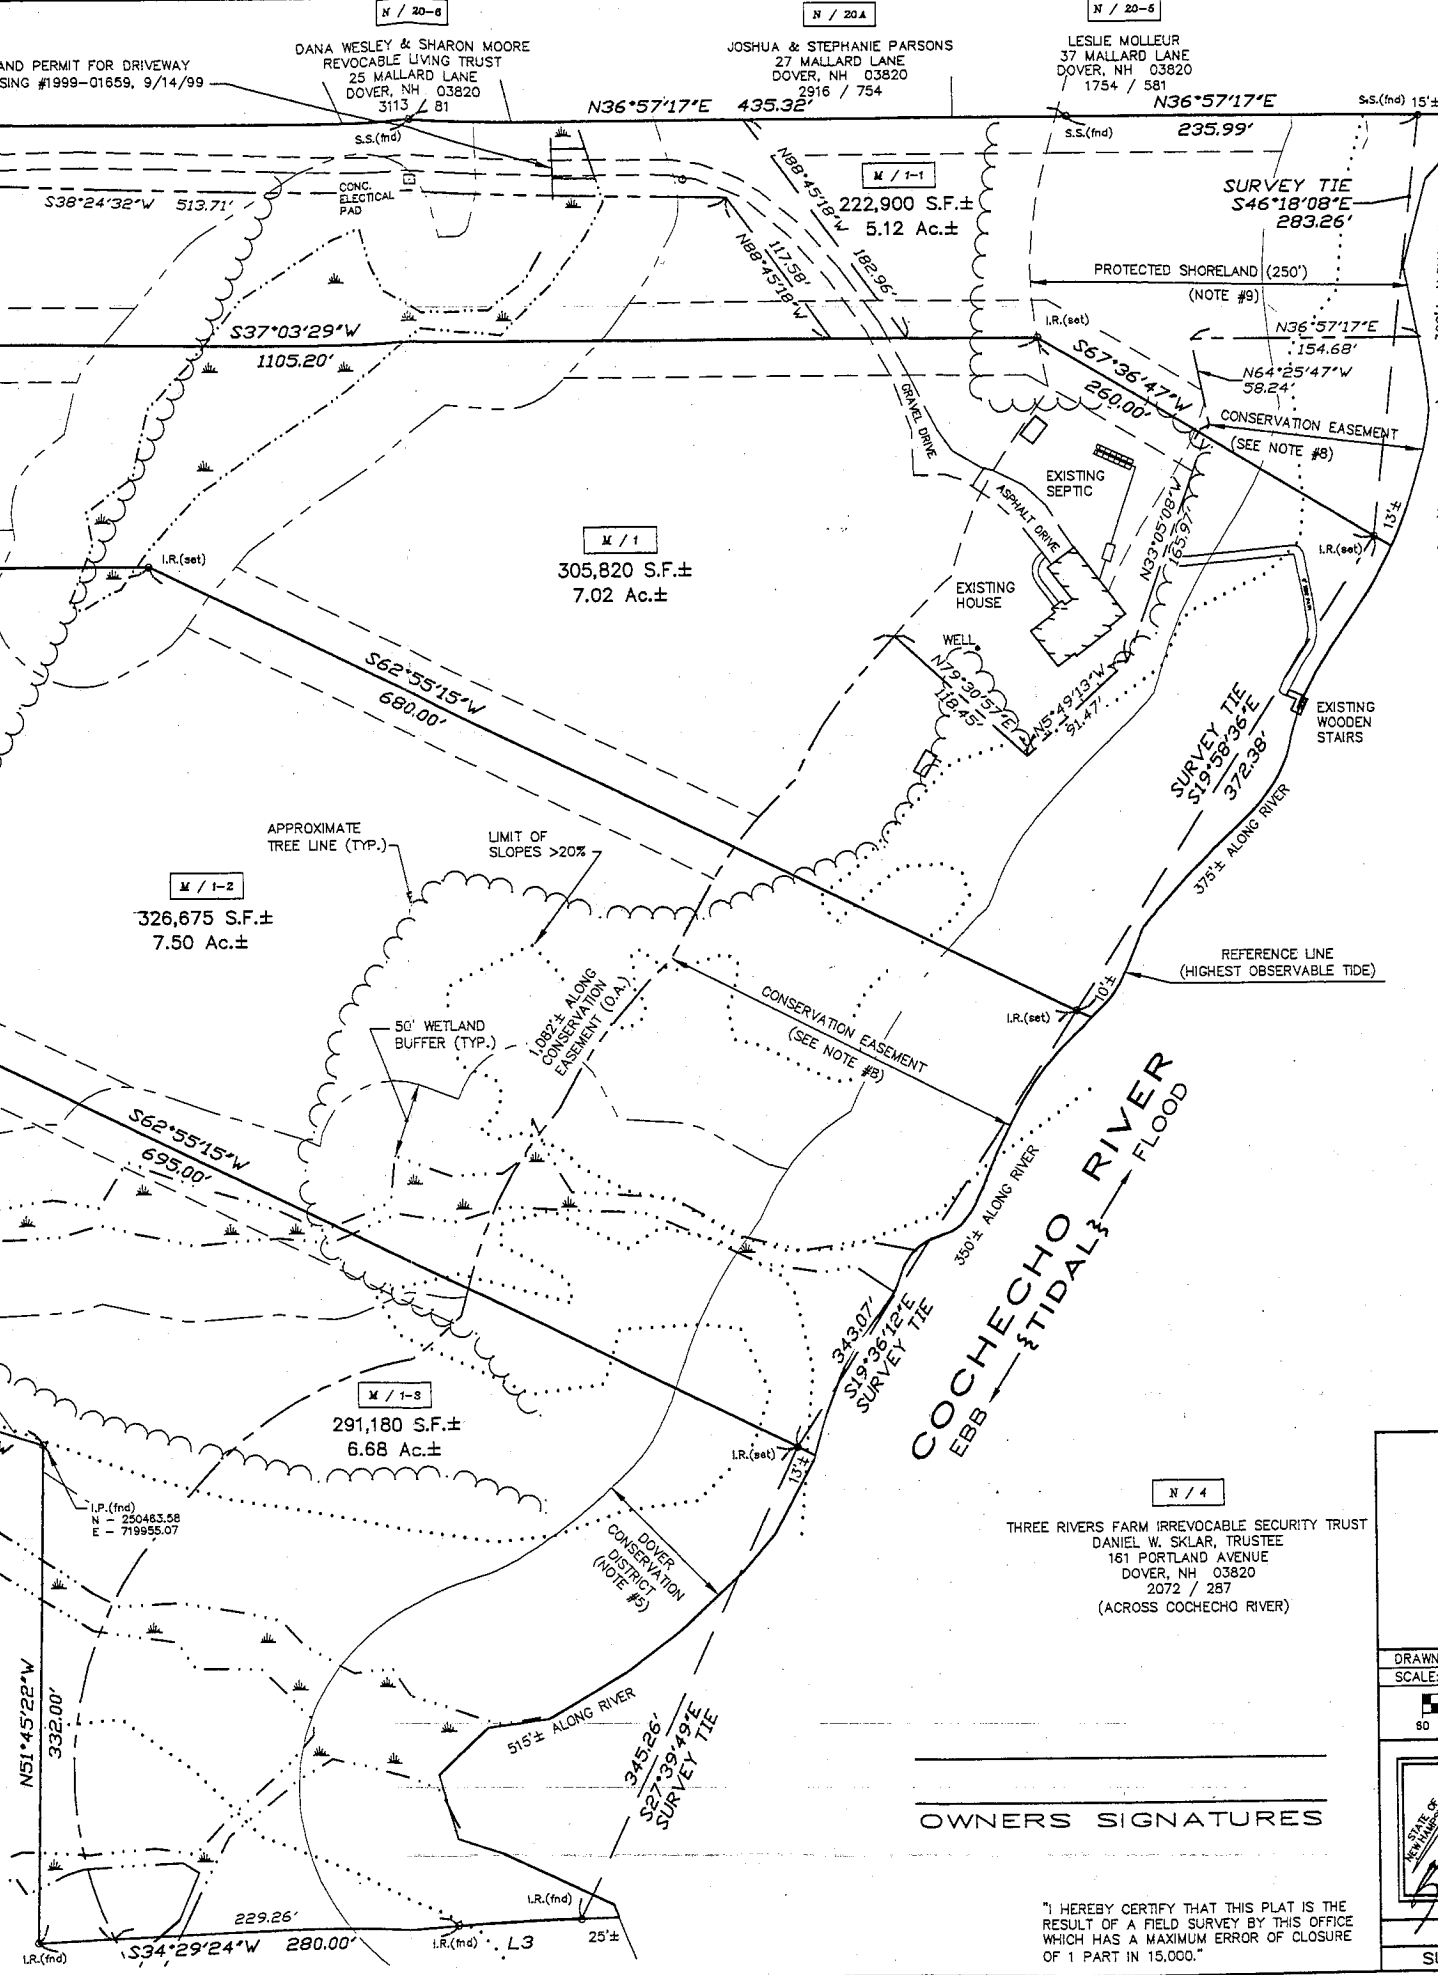 N / 20-6
N / 20A
N / 20-5
DANA WESLEY & SHARON MOORE
REVOCABLE LIVING TRUST
25 MALLARD LANE
DOVER, NH 03820
3113 / 81
JOSHUA & STEPHANIE PARSONS
27 MALLARD LANE
DOVER, NH 03820
2916 / 754
LESLIE MOLLEUR
37 MALLARD LANE
DOVER, NH 03820
1754 / 581
AND PERMIT FOR DRIVEWAY
SING #1999-01659, 9/14/99
N36°57'17"E 435.32'
N36°57'17"E
235.99'
S.S.(fnd) 15'±
S.S.(fnd)
S.S.(fnd)
CONC.
ELECTICAL
PAD
S38°24'32"W 513.71'
N88°45'18"W
182.96'
117.58'
N88°45'18"W
M / 1-1
222,900 S.F.±
5.12 Ac.±
SURVEY TIE
S46°18'08"E
283.26'
PROTECTED SHORELAND (250')
(NOTE #9)
S37°03'29"W
1105.20'
I.R.(set)
N36°57'17"E
154.68'
S67°36'47"W
260.00'
N64°25'47"W
58.24'
CONSERVATION EASEMENT
(SEE NOTE #8)
GRAVEL DRIVE
EXISTING
SEPTIC
ASPHALT DRIVE
N33°05'08"W
165.97'
13'±
I.R.(set)
I.R.(set)
M / 1
305,820 S.F.±
7.02 Ac.±
EXISTING
HOUSE
WELL
N79°30'57"E
118.45'
N5°49'13"W
91.47'
S62°55'15"W
680.00'
EXISTING
WOODEN
STAIRS
SURVEY TIE
S19°58'36"E
372.38'
375'± ALONG RIVER
APPROXIMATE
TREE LINE (TYP.)
LIMIT OF
SLOPES >20%
M / 1-2
326,675 S.F.±
7.50 Ac.±
REFERENCE LINE
(HIGHEST OBSERVABLE TIDE)
10'±
I.R.(set)
1,082'± ALONG
CONSERVATION
EASEMENT (O.A.)
CONSERVATION EASEMENT
(SEE NOTE #8)
50' WETLAND
BUFFER (TYP.)
S62°55'15"W
695.00'
350'± ALONG RIVER
COCHECHO RIVER
EBB {TIDAL} FLOOD
343.07'
S19°36'12"E
SURVEY TIE
M / 1-3
291,180 S.F.±
6.68 Ac.±
I.R.(set)
13'±
I.P.(fnd)
N - 250463.58
E - 719955.07
DOVER
CONSERVATION
DISTRICT
(NOTE #5)
N / 4
THREE RIVERS FARM IRREVOCABLE SECURITY TRUST
DANIEL W. SKLAR, TRUSTEE
161 PORTLAND AVENUE
DOVER, NH 03820
2072 / 287
(ACROSS COCHECHO RIVER)
DRAWN
SCALE:
60
N51°45'22"W
332.00'
515'± ALONG RIVER
345.26'
S27°39'49"E
SURVEY TIE
OWNERS SIGNATURES
STATE OF
I.R.(fnd)
229.26'
S34°29'24"W 280.00'
I.R.(fnd)
I.R.(fnd)
L3
25'±
"I HEREBY CERTIFY THAT THIS PLAT IS THE
RESULT OF A FIELD SURVEY BY THIS OFFICE
WHICH HAS A MAXIMUM ERROR OF CLOSURE
OF 1 PART IN 15,000."